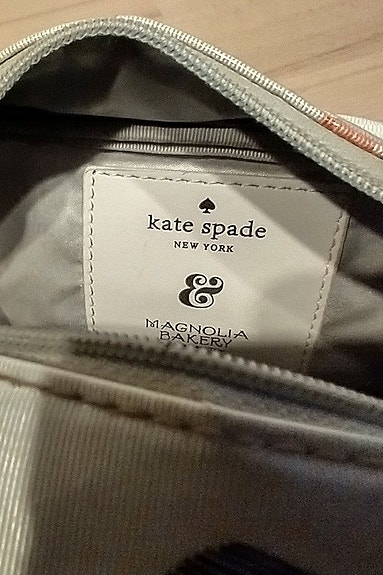 kate spade
NEW YORK
&
MAGNOLIA
BAKERY